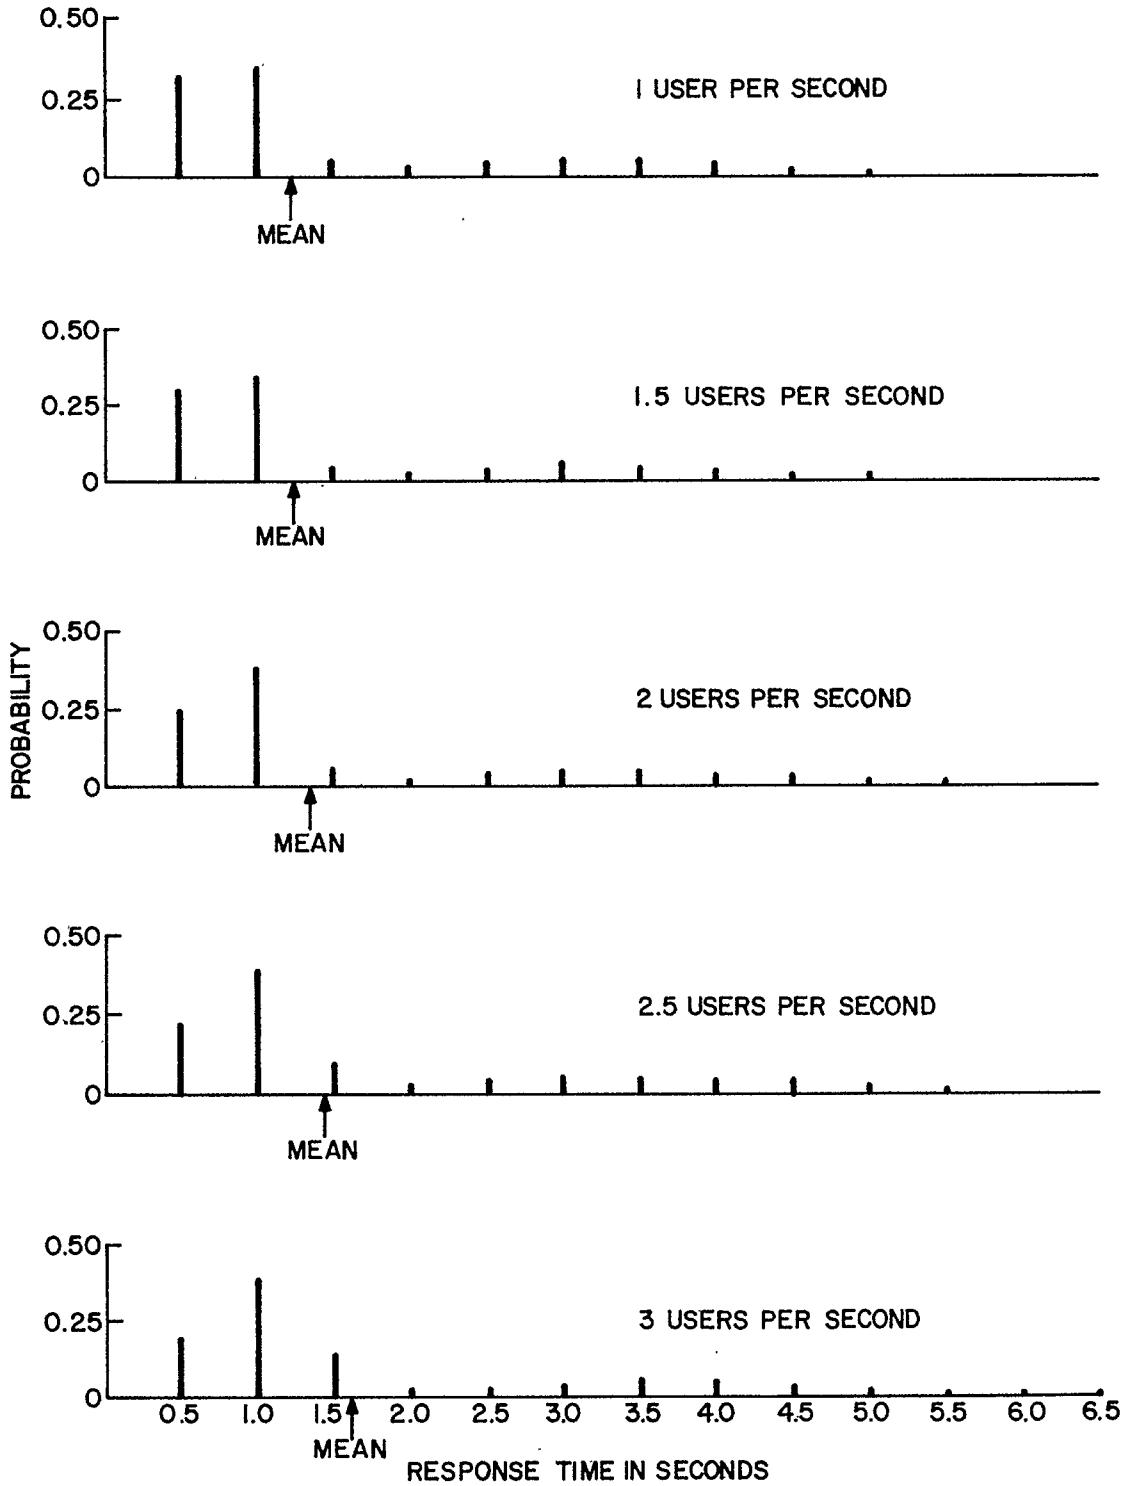 0.50
0.25
0
1 USER PER SECOND
MEAN
0.50
0.25
0
1.5 USERS PER SECOND
MEAN
PROBABILITY
0.50
0.25
0
2 USERS PER SECOND
MEAN
0.50
0.25
0
2.5 USERS PER SECOND
MEAN
0.50
0.25
0
3 USERS PER SECOND
0.5 1.0 1.5 2.0 2.5 3.0 3.5 4.0 4.5 5.0 5.5 6.0 6.5
MEAN
RESPONSE TIME IN SECONDS